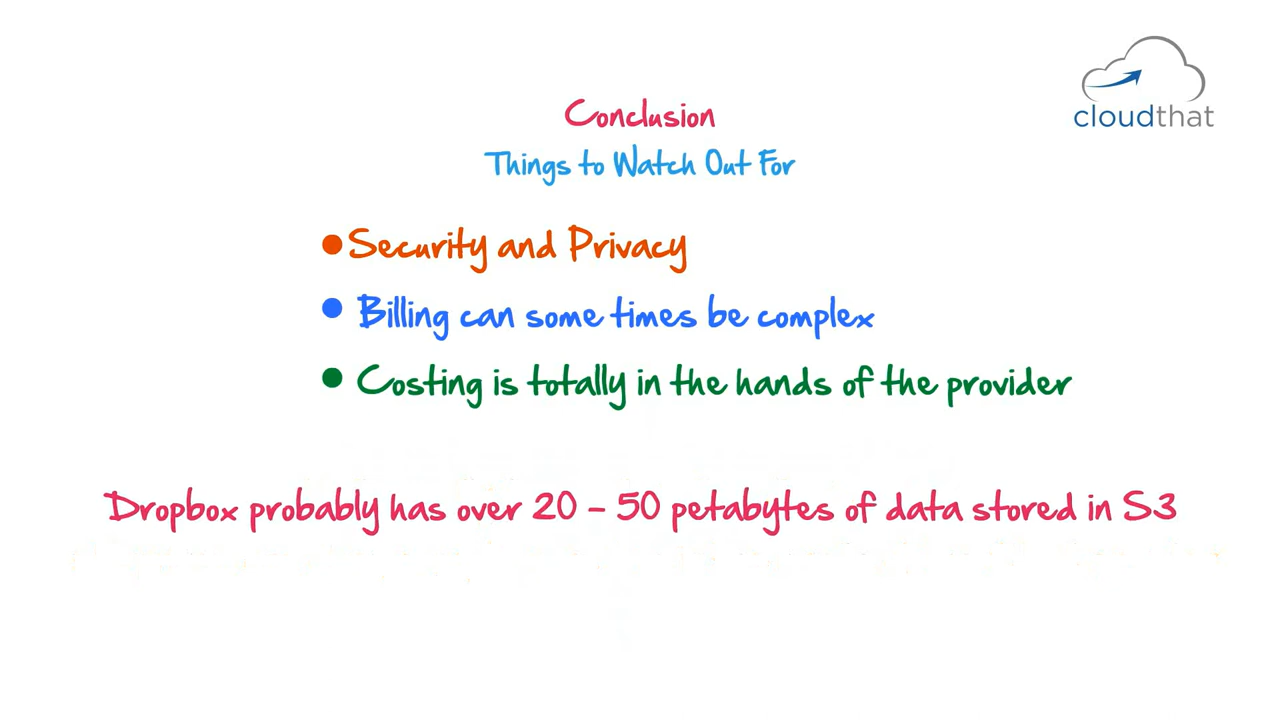 cloudthat
Conclusion
Things to Watch Out For
● Security and Privacy
● Billing can some times be complex
● Costing is totally in the hands of the provider
Dropbox probably has over 20 - 50 petabytes of data stored in S3